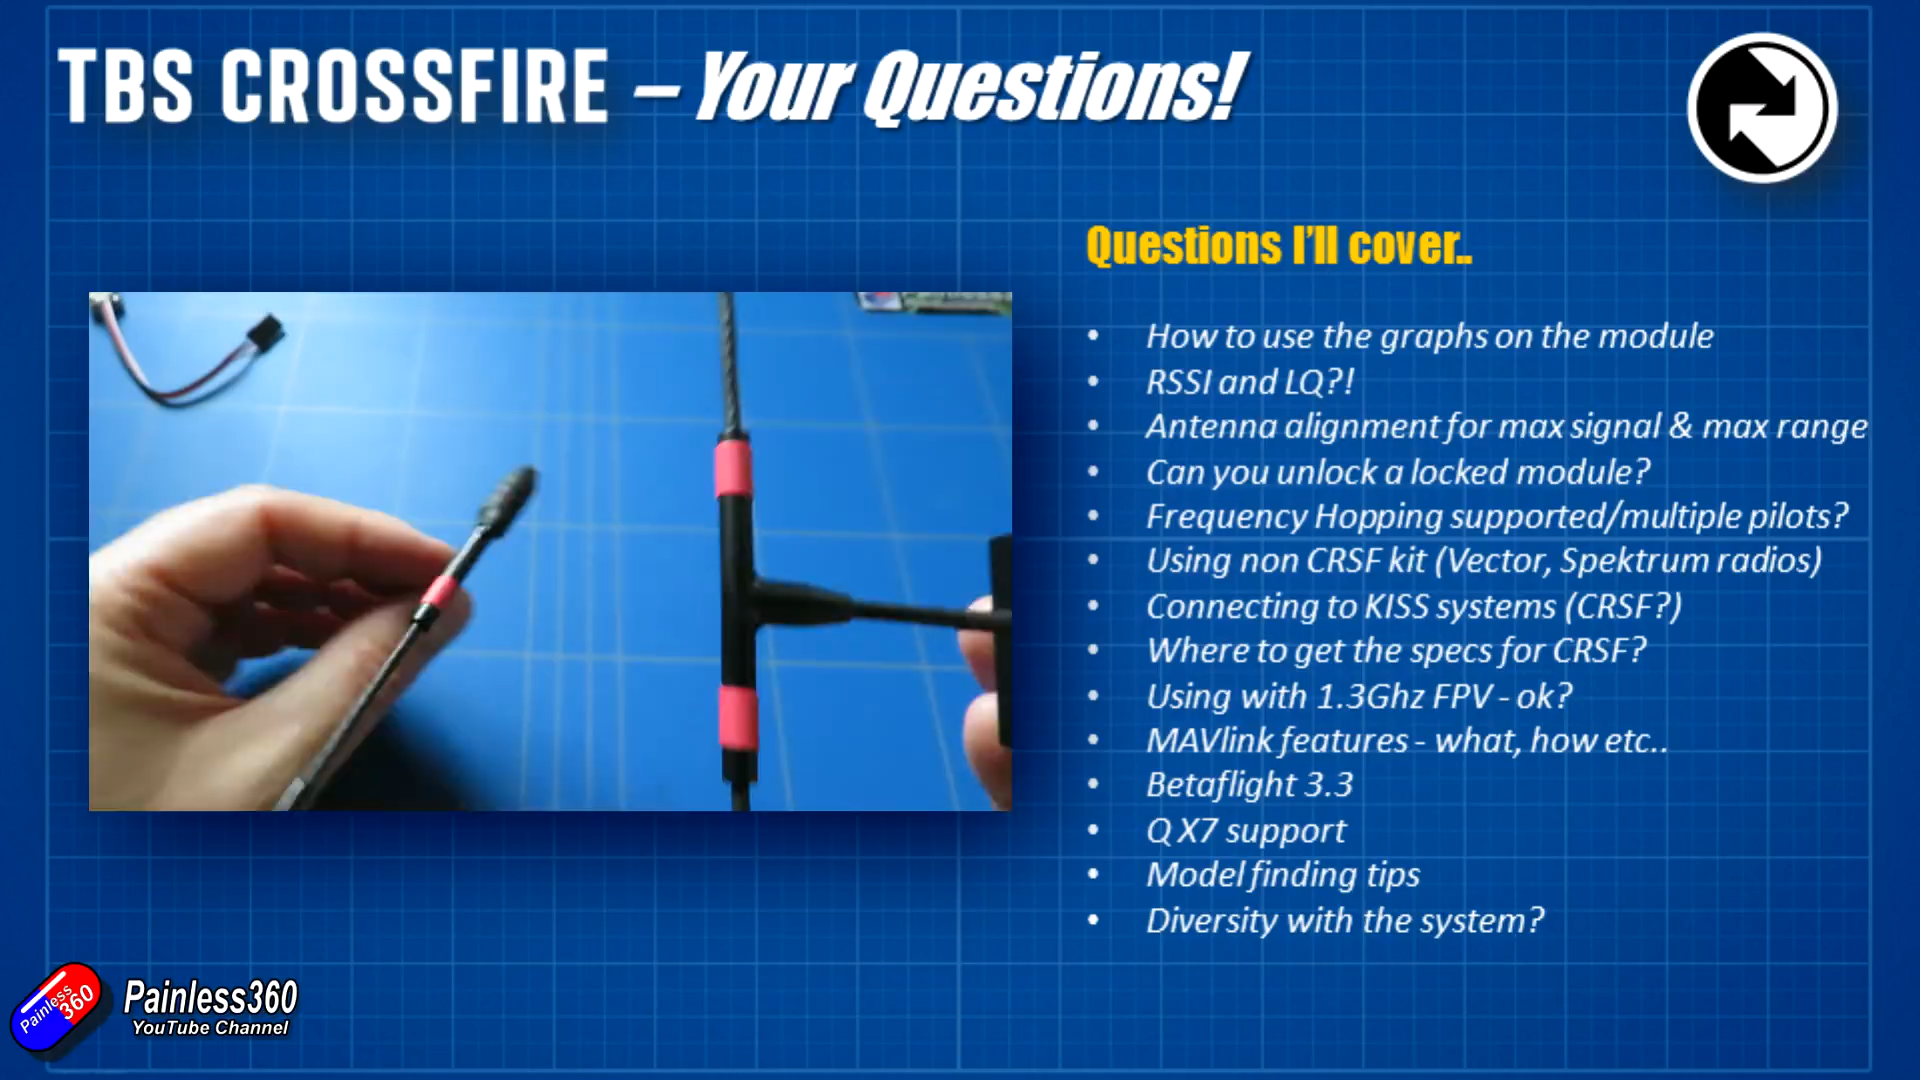 TBS CROSSFIRE – Your Questions!
Questions I'll cover..
• How to use the graphs on the module
• RSSI and LQ?!
• Antenna alignment for max signal & max range
• Can you unlock a locked module?
• Frequency Hopping supported/multiple pilots?
• Using non CRSF kit (Vector, Spektrum radios)
• Connecting to KISS systems (CRSF?)
• Where to get the specs for CRSF?
• Using with 1.3Ghz FPV - ok?
• MAVlink features - what, how etc..
• Betaflight 3.3
• Q X7 support
• Model finding tips
• Diversity with the system?
Painless
360
Painless360
YouTube Channel